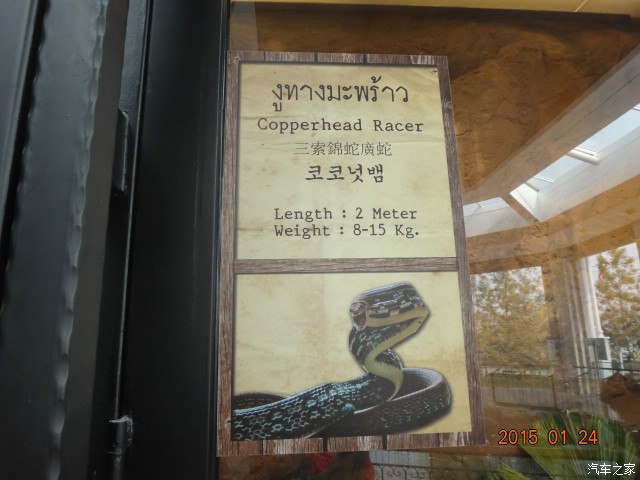 งูทางมะพร้าว
Copperhead Racer
三索錦蛇廣蛇
코코넛뱀
Length : 2 Meter
Weight : 8-15 Kg.
2015 01 24
汽车之家